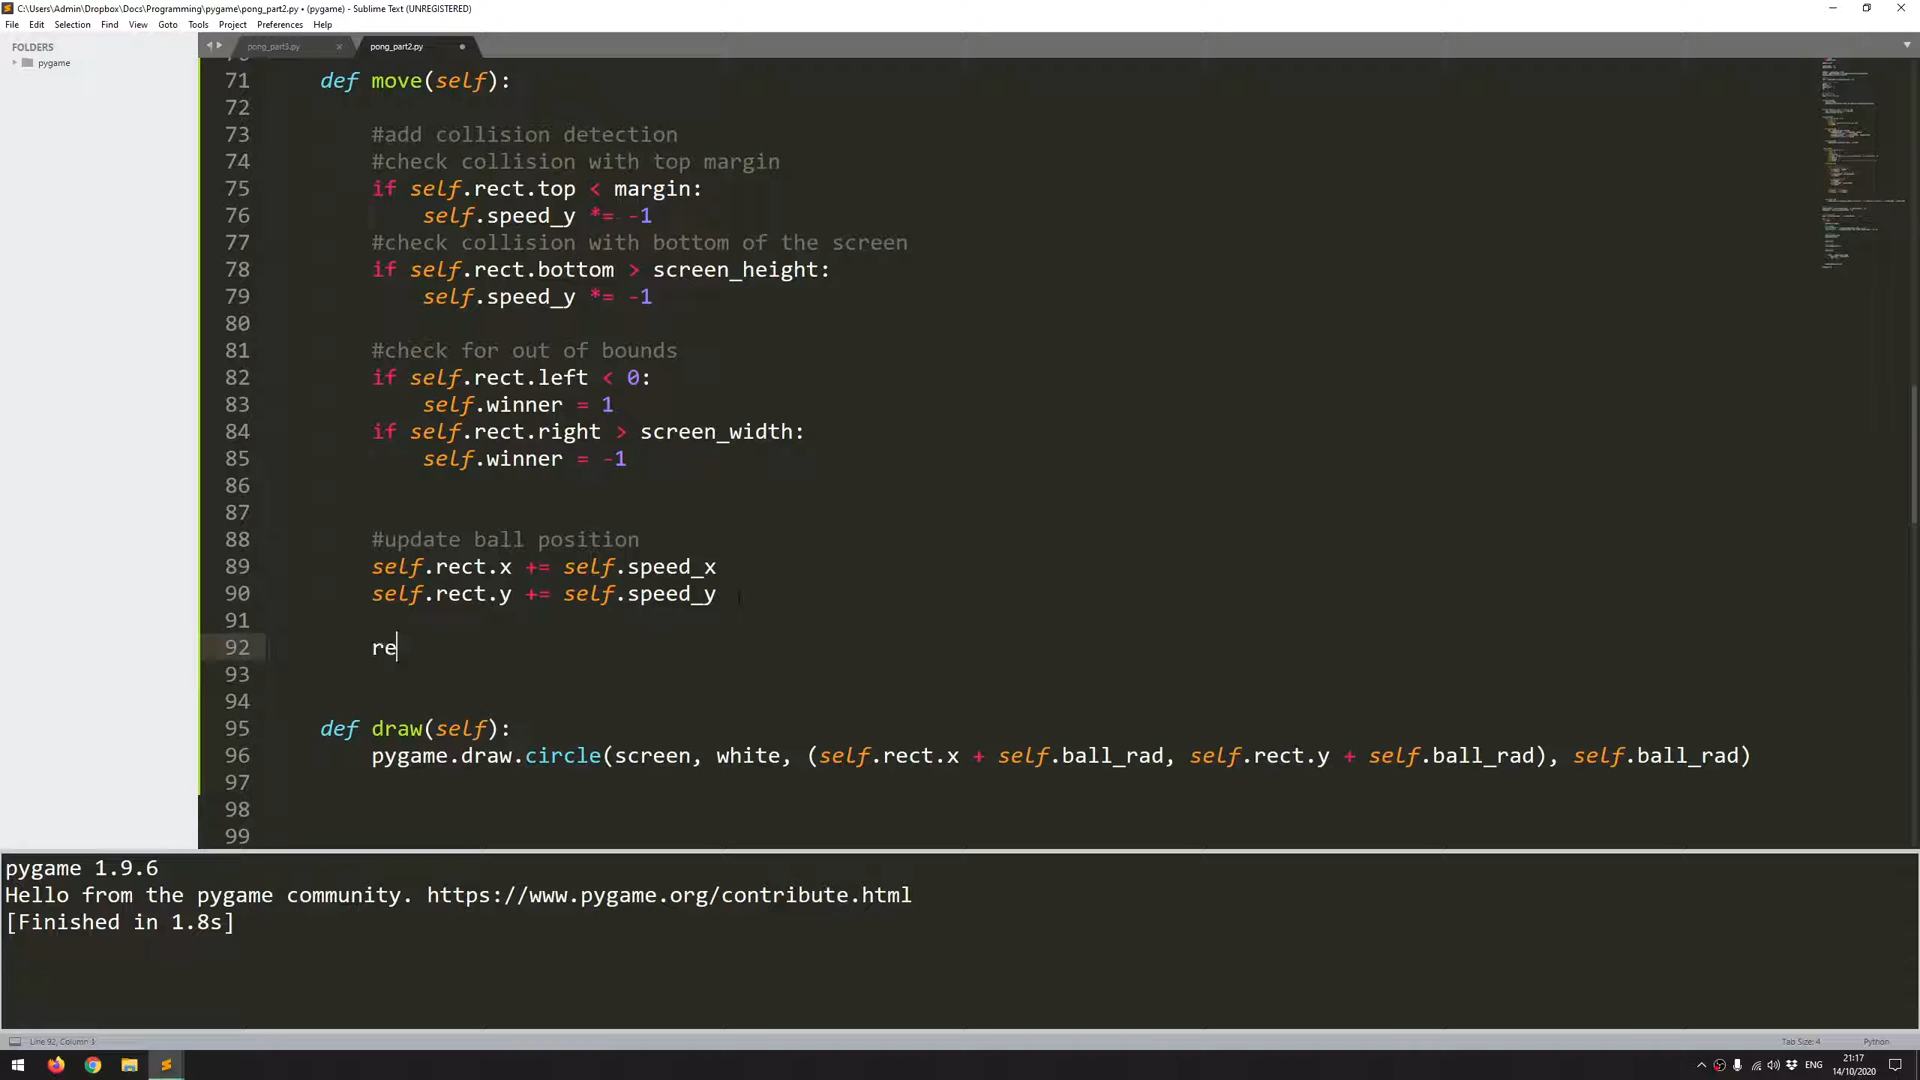 C:\Users\Admin\Dropbox\Docs\Programming\pygame\pong_part2.py • (pygame) - Sublime Text (UNREGISTERED)
File Edit Selection Find View Goto Tools Project Preferences Help
FOLDERS
pygame
pong_part3.py
pong_part2.py
71 def move(self):
72
73 #add collision detection
74 #check collision with top margin
75 if self.rect.top < margin:
76 self.speed_y *= -1
77 #check collision with bottom of the screen
78 if self.rect.bottom > screen_height:
79 self.speed_y *= -1
80
81 #check for out of bounds
82 if self.rect.left < 0:
83 self.winner = 1
84 if self.rect.right > screen_width:
85 self.winner = -1
86
87
88 #update ball position
89 self.rect.x += self.speed_x
90 self.rect.y += self.speed_y
91
92 re
93
94
95 def draw(self):
96 pygame.draw.circle(screen, white, (self.rect.x + self.ball_rad, self.rect.y + self.ball_rad), self.ball_rad)
97
98
99
pygame 1.9.6
Hello from the pygame community. https://www.pygame.org/contribute.html
[Finished in 1.8s]
Line 92, Column
Tab Size: 4
Python
ENG
21:17
14/10/2020